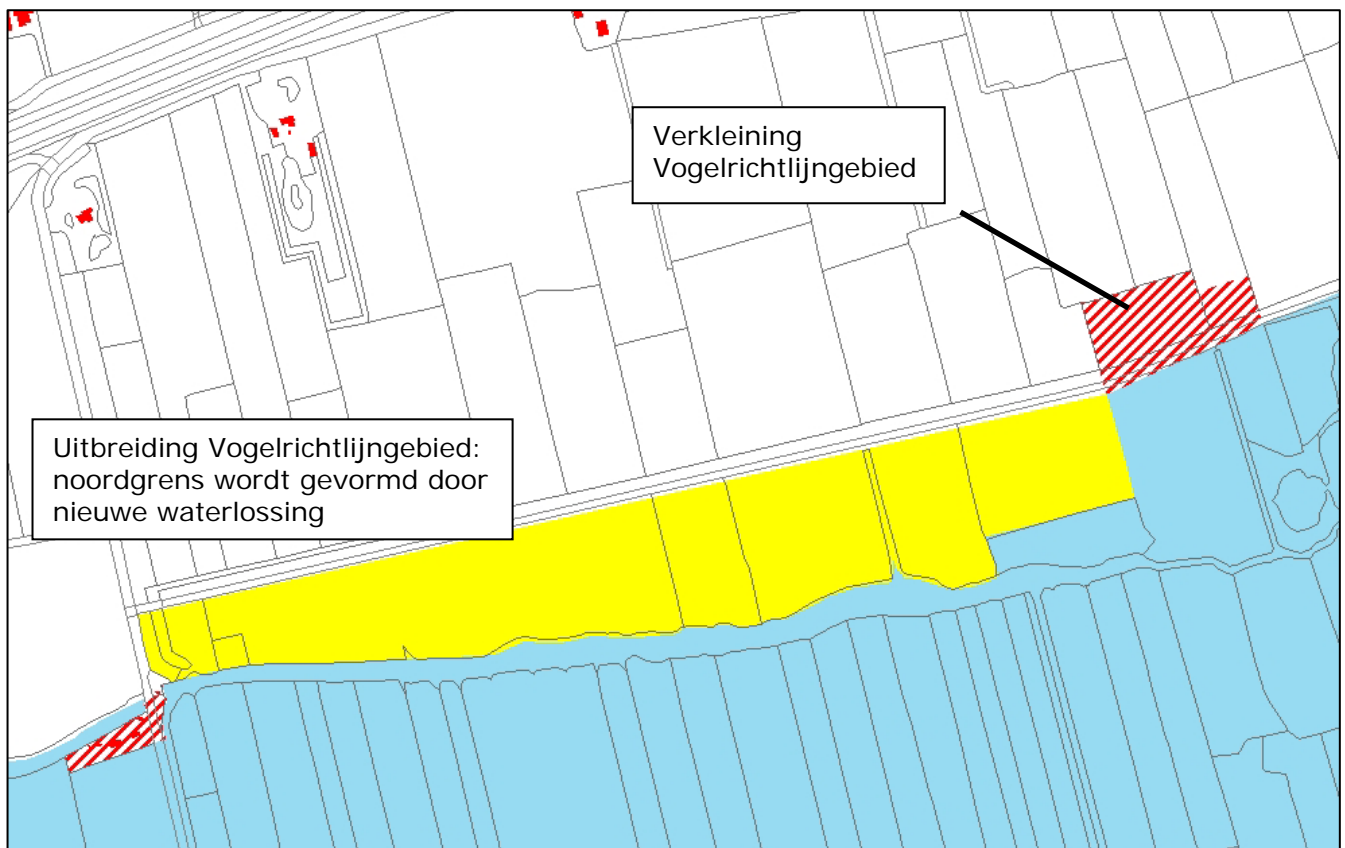 Verkleining
Vogelrichtlijngebied
Uitbreiding Vogelrichtlijngebied:
noordgrens wordt gevormd door
nieuwe waterlossing